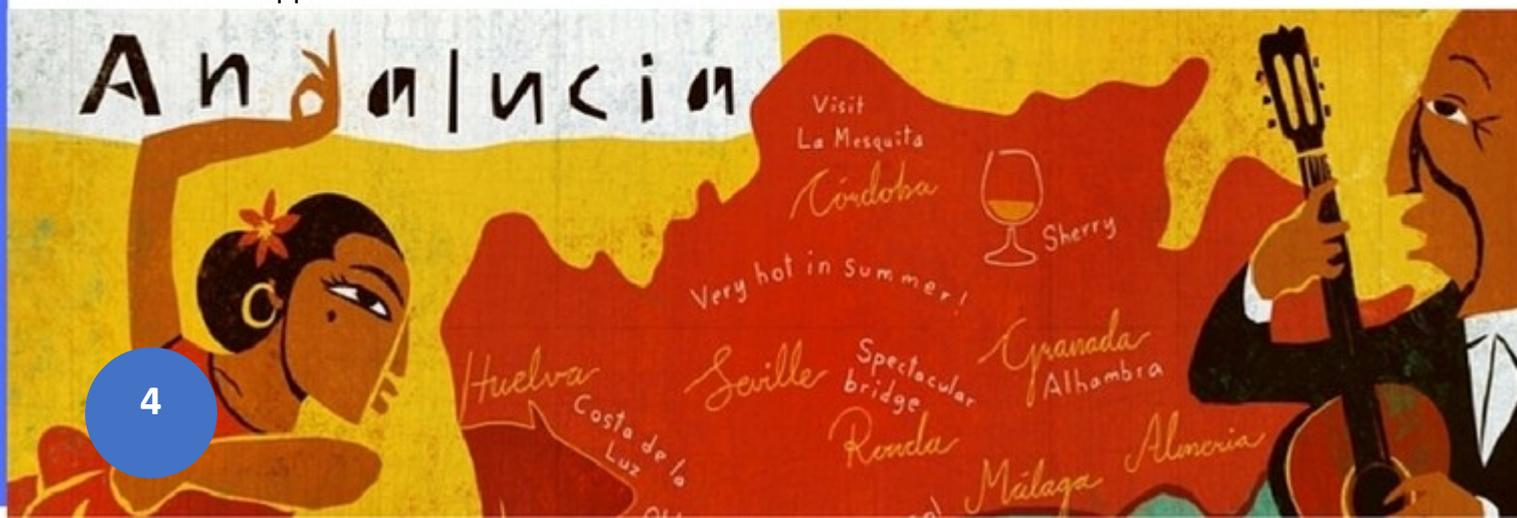 Andalucia
Visit
La Mesquita
Córdoba
Sherry
Very hot in summer!
Huelva
Seville
Spectacular
bridge
Granada
Alhambra
Costa de la
Luz
Ronda
Almeria
Málaga
4